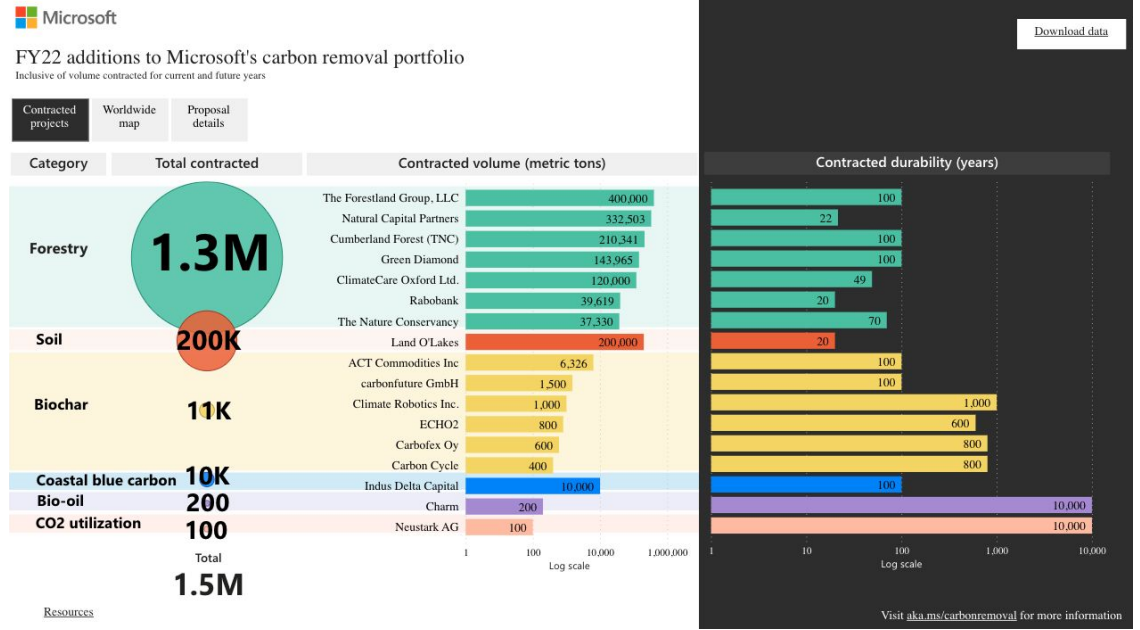 Microsoft
Download data
FY22 additions to Microsoft's carbon removal portfolio
Inclusive of volume contracted for current and future years
Contracted projects
Worldwide map
Proposal details
Category
Total contracted
Contracted volume (metric tons)
Contracted durability (years)
Forestry
1.3M
The Forestland Group, LLC 400,000 100
Natural Capital Partners 332,503 22
Cumberland Forest (TNC) 210,341 100
Green Diamond 143,965 100
ClimateCare Oxford Ltd. 120,000 49
Rabobank 39,619 20
The Nature Conservancy 37,330 70
Soil
200K
Land O'Lakes 200,000 20
Biochar
11K
ACT Commodities Inc 6,326 100
carbonfuture GmbH 1,500 100
Climate Robotics Inc. 1,000 1,000
ECHO2 800 600
Carbofex Oy 600 800
Carbon Cycle 400 800
Coastal blue carbon 10K
Indus Delta Capital 10,000 100
Bio-oil 200
Charm 200 10,000
CO2 utilization 100
Neustark AG 100 10,000
Total
1.5M
1 100 10,000 1,000,000
Log scale
1 10 100 1,000 10,000
Log scale
Resources
Visit aka.ms/carbonremoval for more information